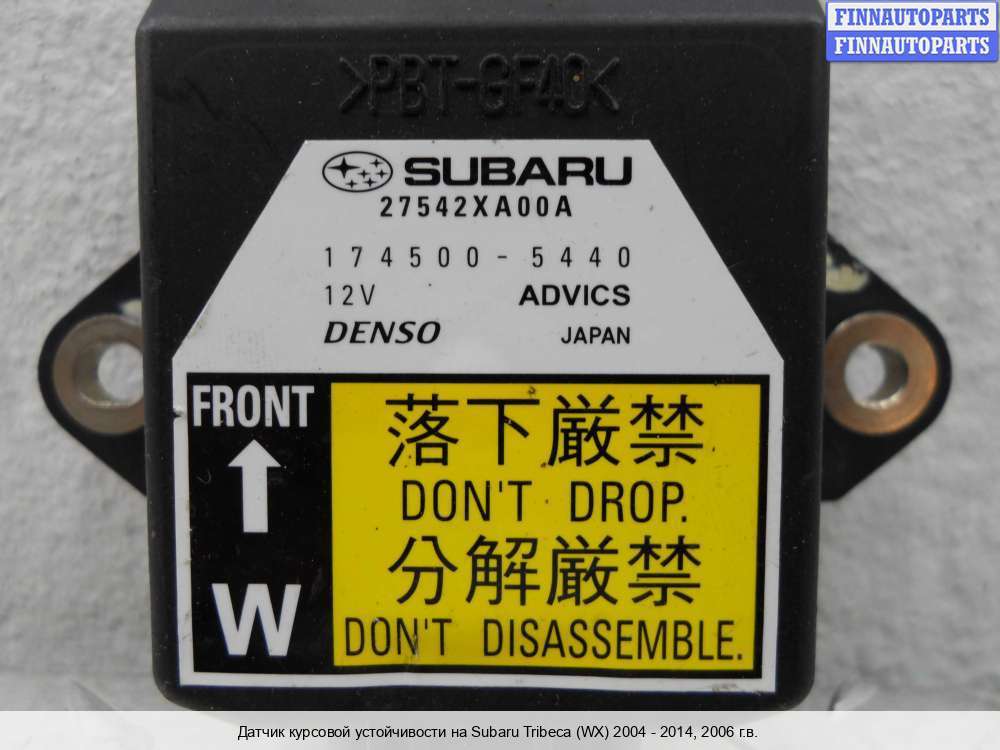 FINNAUTOPARTS
FINNAUTOPARTS
>PBT-GF40<
SUBARU
27542XA00A
174500-5440
12V ADVICS
DENSO JAPAN
FRONT
落下厳禁
DON'T DROP.
分解厳禁
W
DON'T DISASSEMBLE.
Датчик курсовой устойчивости на Subaru Tribeca (WX) 2004 - 2014, 2006 г.в.